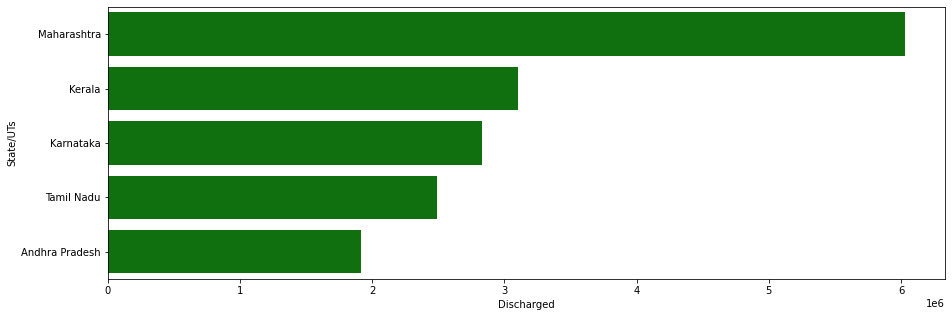 Maharashtra
Kerala
Karnataka
Tamil Nadu
Andhra Pradesh
State/UTs
0 1 2 3 4 5 6
1e6
Discharged